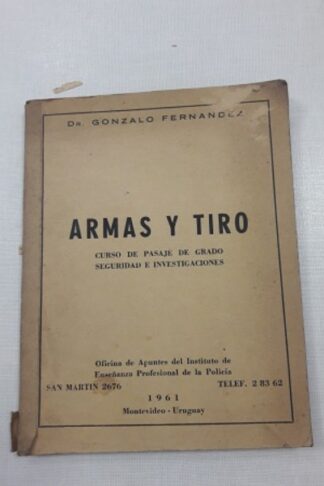 Dr. GONZALO FERNANDEZ
ARMAS Y TIRO
CURSO DE PASAJE DE GRADO
SEGURIDAD E INVESTIGACIONES
Oficina de Apuntes del Instituto de
Enseñanza Profesional de la Policía
SAN MARTIN 2676 TELEF. 2 83 62
1961
Montevideo - Uruguay